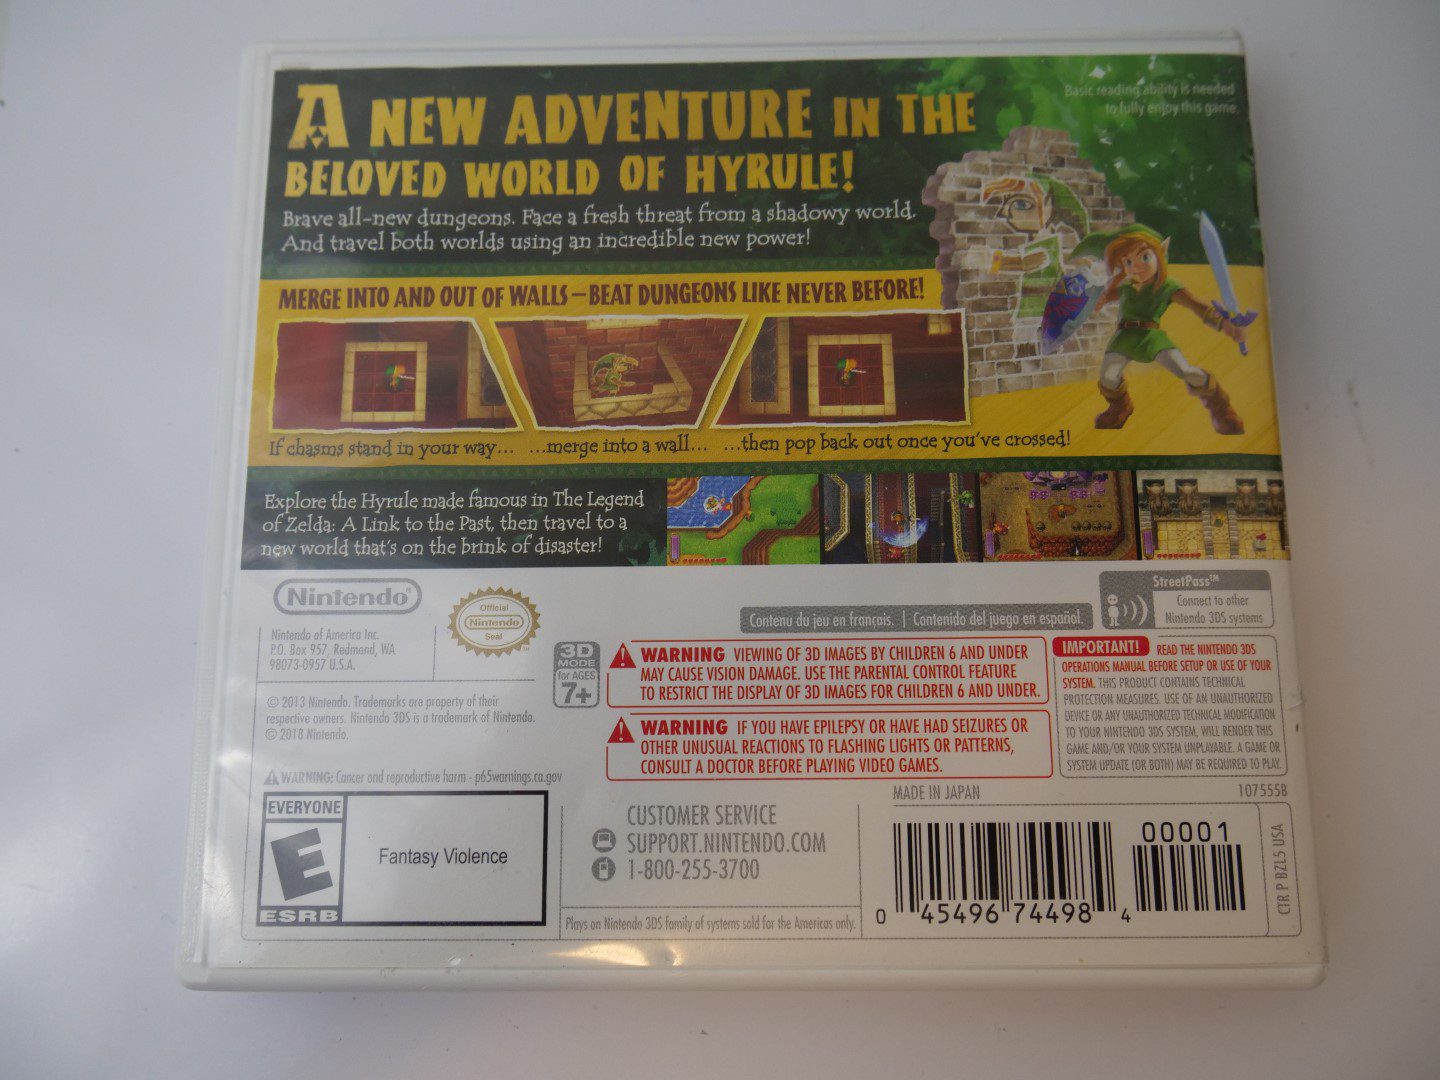 A NEW ADVENTURE IN THE
BELOVED WORLD OF HYRULE!
Basic reading ability is needed
to fully enjoy this game.
Brave all-new dungeons. Face a fresh threat from a shadowy world.
And travel both worlds using an incredible new power!
MERGE INTO AND OUT OF WALLS – BEAT DUNGEONS LIKE NEVER BEFORE!
If chasms stand in your way... ...merge into a wall... ...then pop back out once you've crossed!
Explore the Hyrule made famous in The Legend
of Zelda: A Link to the Past, then travel to a
new world that's on the brink of disaster!
Nintendo®
Official
Nintendo
Seal
Nintendo of America Inc.
P.O. Box 957, Redmond, WA
98073-0957 U.S.A.
Contenu du jeu en français. | Contenido del juego en español.
StreetPass™
Connect to other
Nintendo 3DS systems
3D
MODE
for AGES
7+
WARNING VIEWING OF 3D IMAGES BY CHILDREN 6 AND UNDER
MAY CAUSE VISION DAMAGE. USE THE PARENTAL CONTROL FEATURE
TO RESTRICT THE DISPLAY OF 3D IMAGES FOR CHILDREN 6 AND UNDER.
WARNING IF YOU HAVE EPILEPSY OR HAVE HAD SEIZURES OR
OTHER UNUSUAL REACTIONS TO FLASHING LIGHTS OR PATTERNS,
CONSULT A DOCTOR BEFORE PLAYING VIDEO GAMES.
IMPORTANT! READ THE NINTENDO 3DS
OPERATIONS MANUAL BEFORE SETUP OR USE OF YOUR
SYSTEM. THIS PRODUCT CONTAINS TECHNICAL
PROTECTION MEASURES. USE OF AN UNAUTHORIZED
DEVICE OR ANY UNAUTHORIZED TECHNICAL MODIFICATION
TO YOUR NINTENDO 3DS SYSTEM, WILL RENDER THIS
GAME AND/OR YOUR SYSTEM UNPLAYABLE. A GAME OR
SYSTEM UPDATE (OR BOTH) MAY BE REQUIRED TO PLAY.
© 2013 Nintendo. Trademarks are property of their
respective owners. Nintendo 3DS is a trademark of Nintendo.
© 2018 Nintendo.
WARNING: Cancer and reproductive harm - p65warnings.ca.gov
EVERYONE
E
ESRB
Fantasy Violence
CUSTOMER SERVICE
SUPPORT.NINTENDO.COM
1-800-255-3700
Plays on Nintendo 3DS family of systems sold for the Americas only.
MADE IN JAPAN
107555B
00001
0 45496 74498 4
CTR P BZL5 USA